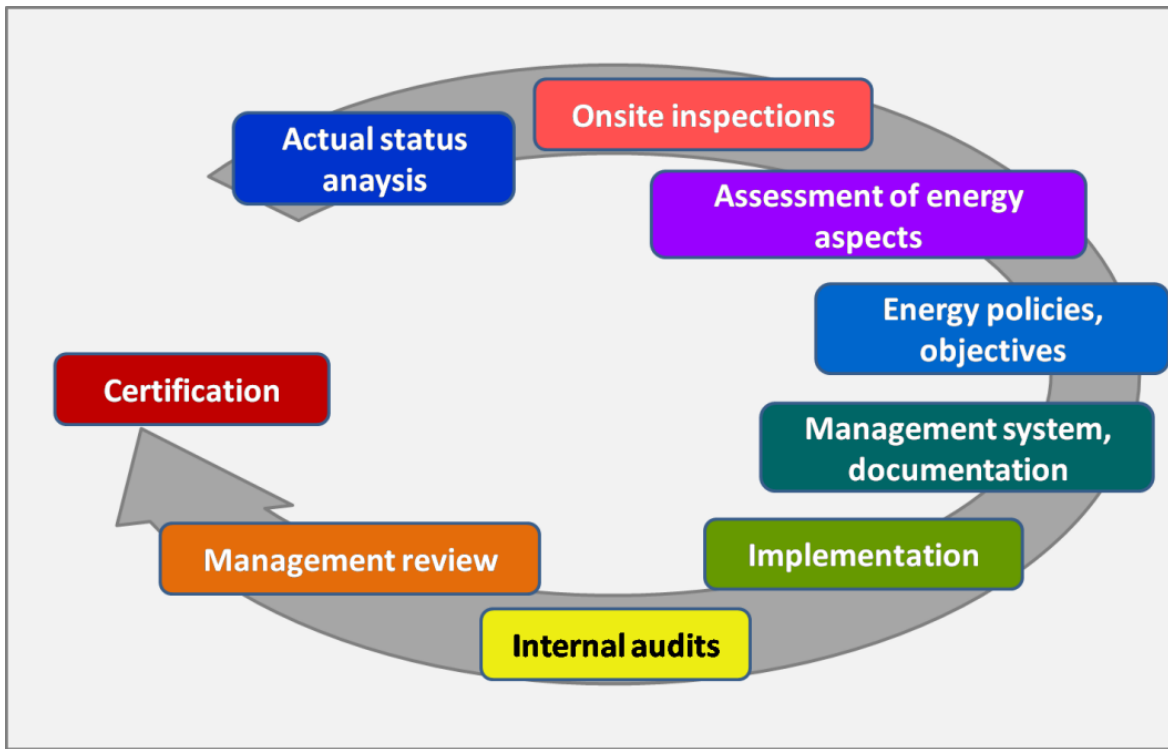 Actual status
anaysis
Onsite inspections
Assessment of energy
aspects
Energy policies,
objectives
Management system,
documentation
Implementation
Internal audits
Management review
Certification